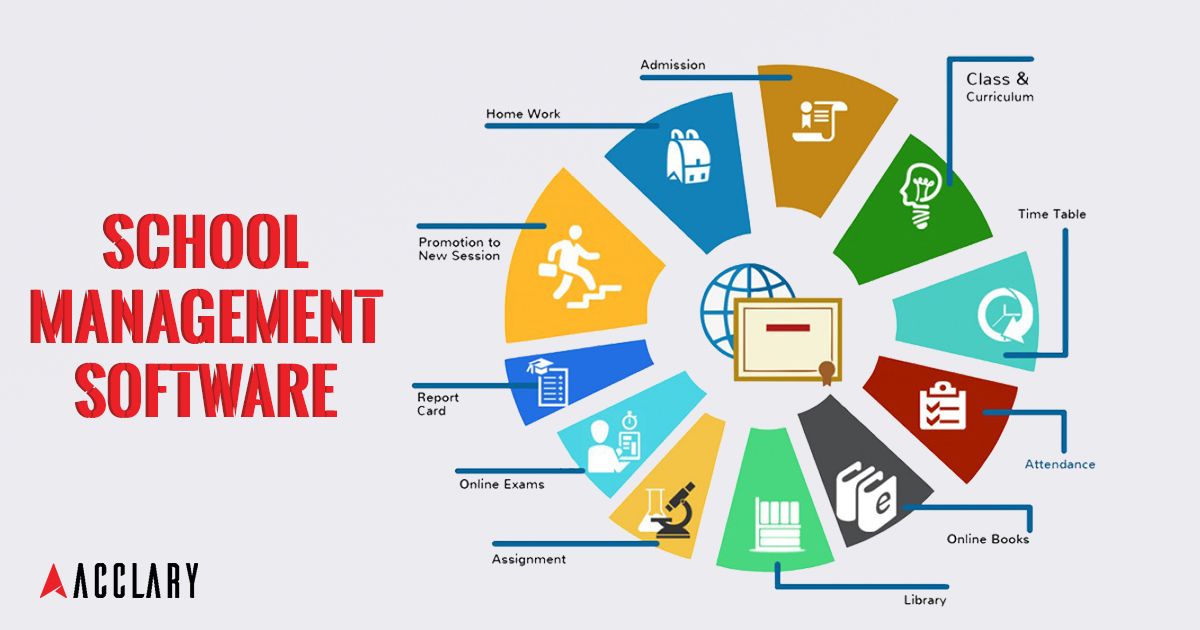 SCHOOL
MANAGEMENT
SOFTWARE
ACCLARY
Admission
Class &
Curriculum
Home Work
Time Table
Promotion to
New Session
Report
Card
Attendance
Online Exams
Online Books
e
Assignment
Library